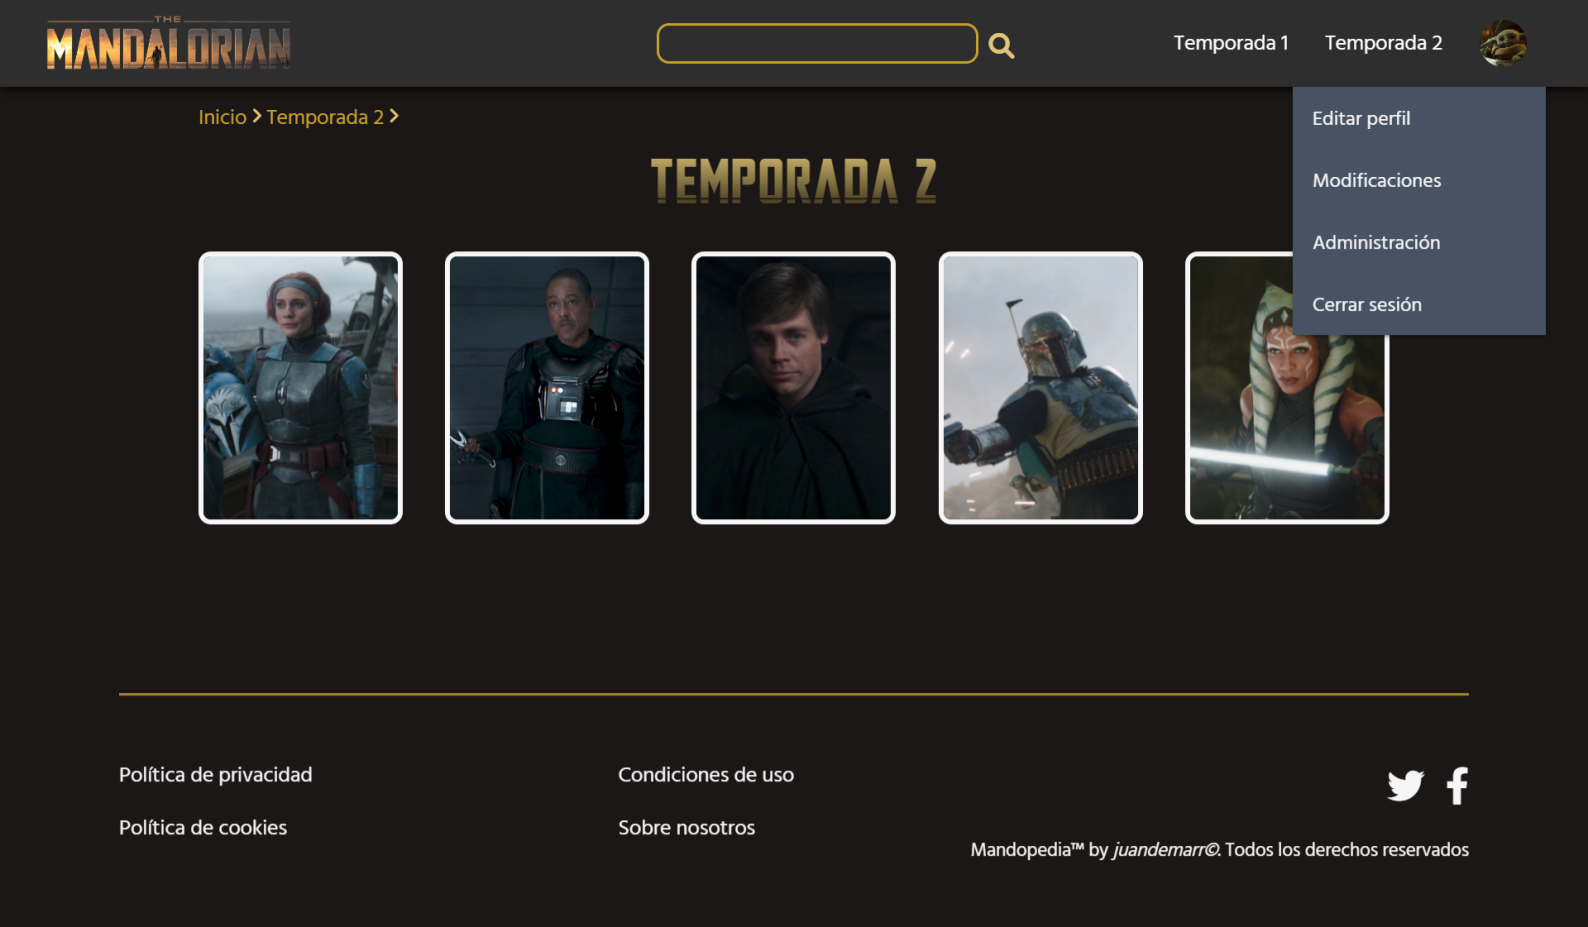 THE
MANDALORIAN
Temporada 1
Temporada 2
Inicio > Temporada 2 >
Editar perfil
TEMPORADA 2
Modificaciones
Administración
Cerrar sesión
Política de privacidad
Condiciones de uso
Política de cookies
Sobre nosotros
Mandopedia™ by juandemarr©. Todos los derechos reservados